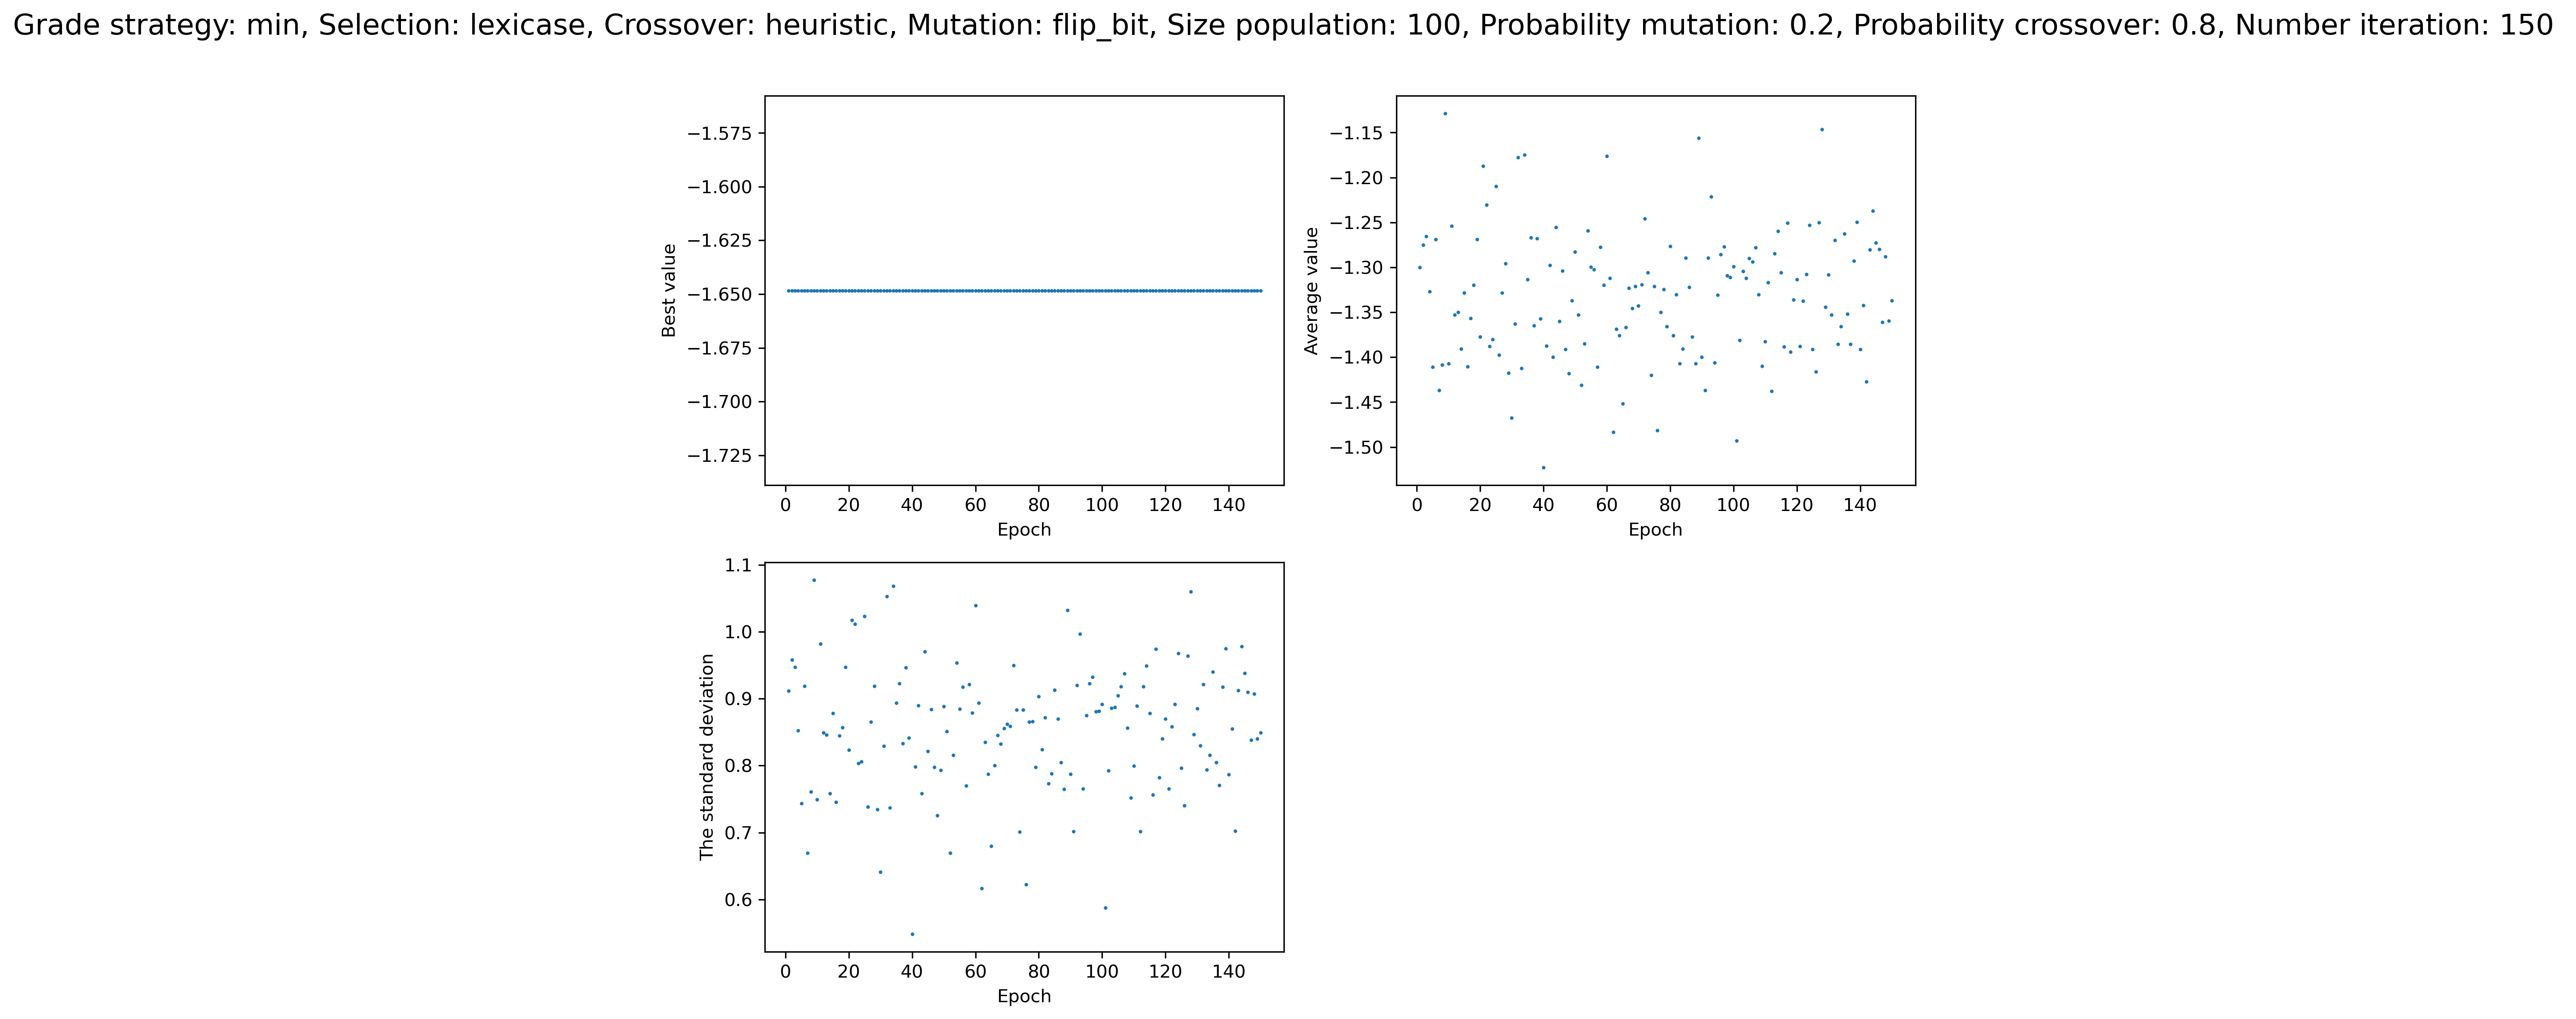 Grade strategy: min, Selection: lexicase, Crossover: heuristic, Mutation: flip_bit, Size population: 100, Probability mutation: 0.2, Probability crossover: 0.8, Number iteration: 150
Best value
−1.575
−1.600
−1.625
−1.650
−1.675
−1.700
−1.725
0 20 40 60 80 100 120 140
Epoch
Average value
−1.15
−1.20
−1.25
−1.30
−1.35
−1.40
−1.45
−1.50
0 20 40 60 80 100 120 140
Epoch
The standard deviation
1.1
1.0
0.9
0.8
0.7
0.6
0 20 40 60 80 100 120 140
Epoch